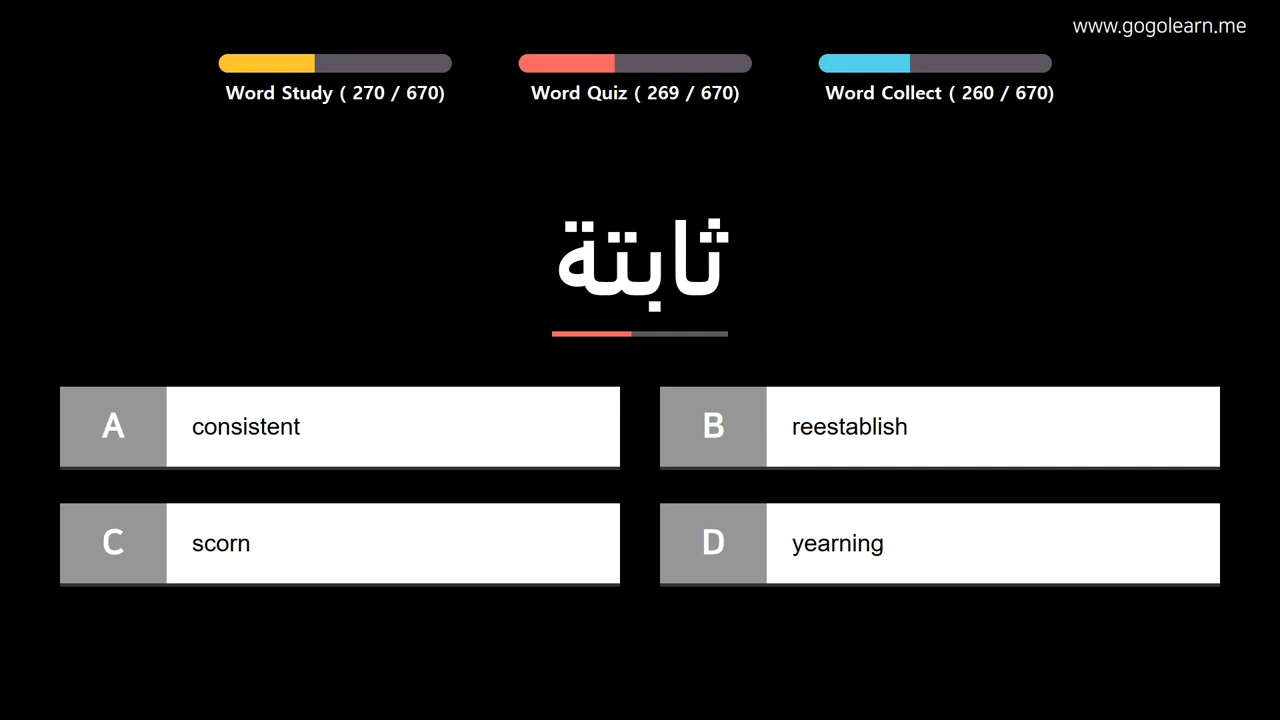 www.gogolearn.me
Word Study ( 270 / 670)
Word Quiz ( 269 / 670)
Word Collect ( 260 / 670)
ثابتة
A consistent
B reestablish
C scorn
D yearning